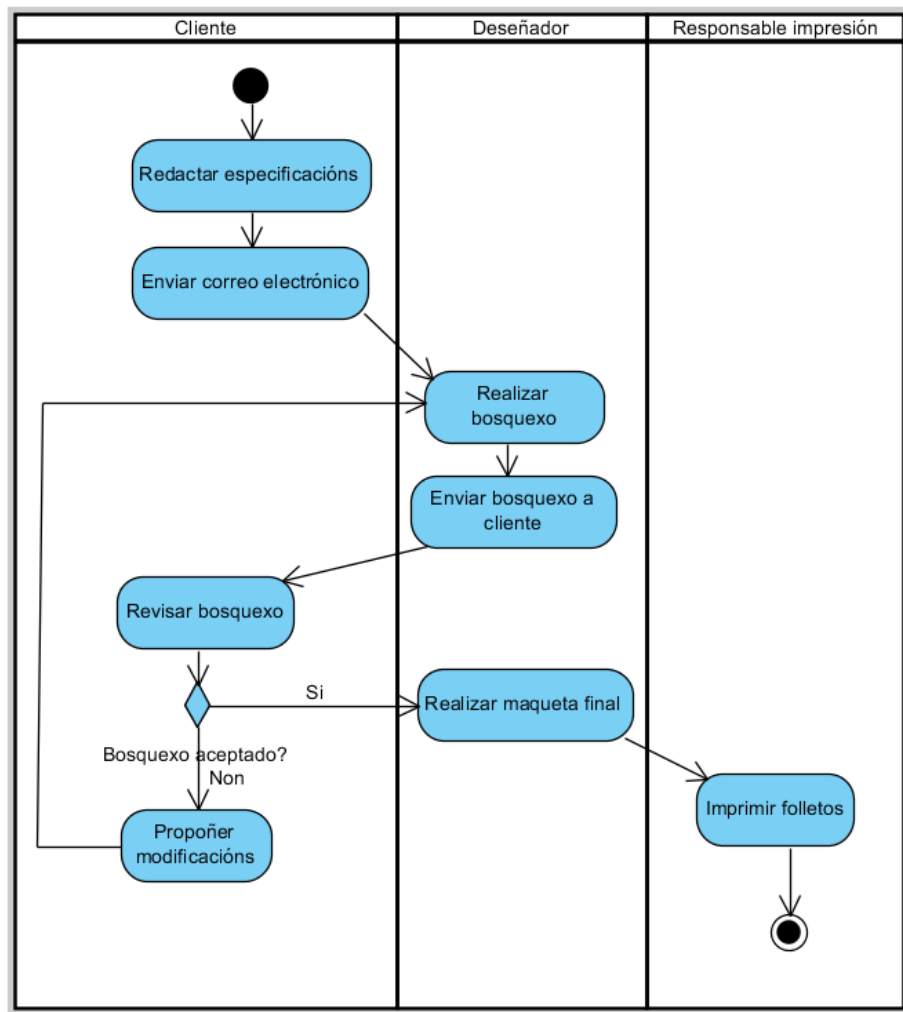 Cliente
Deseñador
Responsable impresión
Redactar especificacións
Enviar correo electrónico
Realizar
bosquexo
Enviar bosquexo a
cliente
Revisar bosquexo
Si
Realizar maqueta final
Bosquexo aceptado?
Non
Imprimir folletos
Propoñer
modificacións